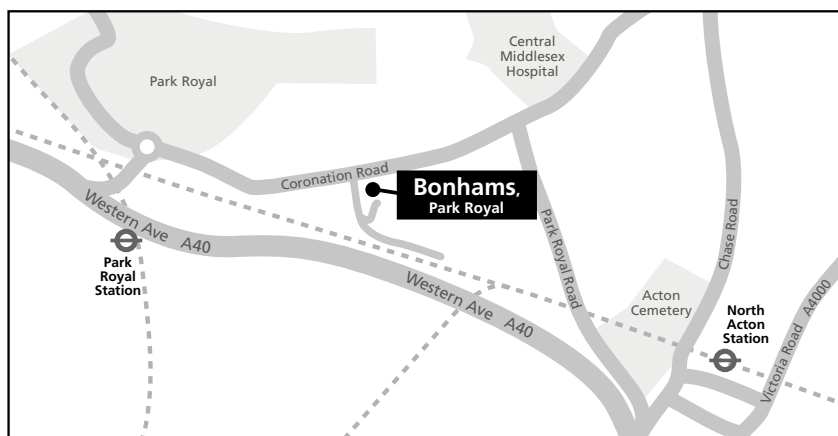 Central
Middlesex
Hospital
Park Royal
Coronation Road
Bonhams,
Park Royal
Western Ave A40
Park
Royal
Station
Park Royal Road
Chase Road
Western Ave A40
Acton
Cemetery
North
Acton
Station
Victoria Road A4000